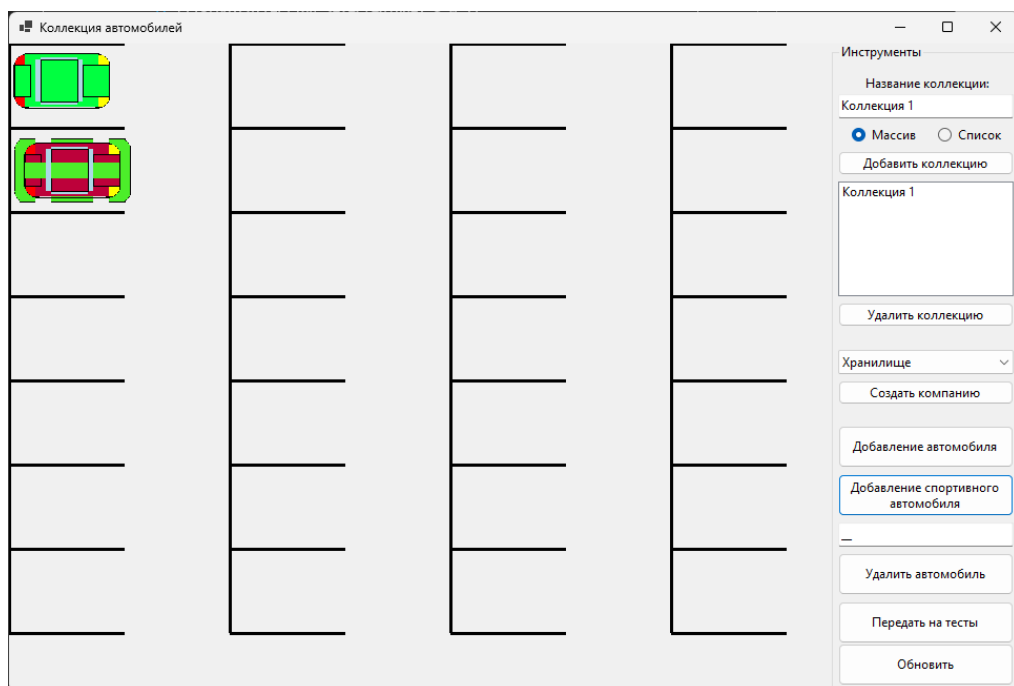 Коллекция автомобилей
Инструменты
Название коллекции:
Коллекция 1
Массив Список
Добавить коллекцию
Коллекция 1
Удалить коллекцию
Хранилище
Создать компанию
Добавление автомобиля
Добавление спортивного
автомобиля
__
Удалить автомобиль
Передать на тесты
Обновить